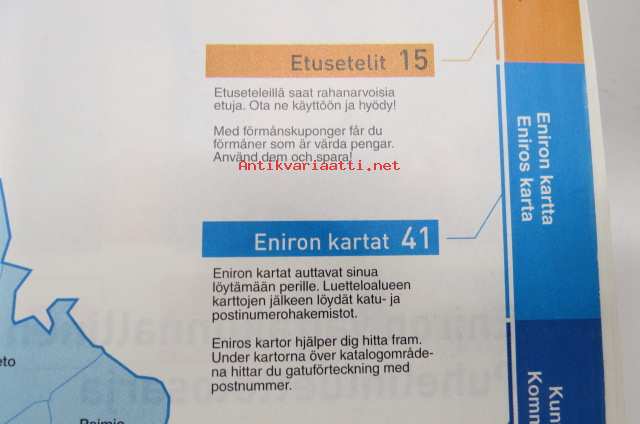 Etusetelit 15
Etuseteleillä saat rahanarvoisia
etuja. Ota ne käyttöön ja hyödy!
Med förmånskuponger får du
förmåner som är värda pengar.
Använd dem och spara!
Antikvariaatti.net
Eniron kartat 41
Eniron kartat auttavat sinua
löytämään perille. Luetteloalueen
karttojen jälkeen löydät katu- ja
postinumerohakemistot.
Eniros kartor hjälper dig hitta fram.
Under kartorna över katalogområde-
na hittar du gatuförteckning med
postnummer.
Eniron kartta
Eniros karta
Kun
Komn
eto